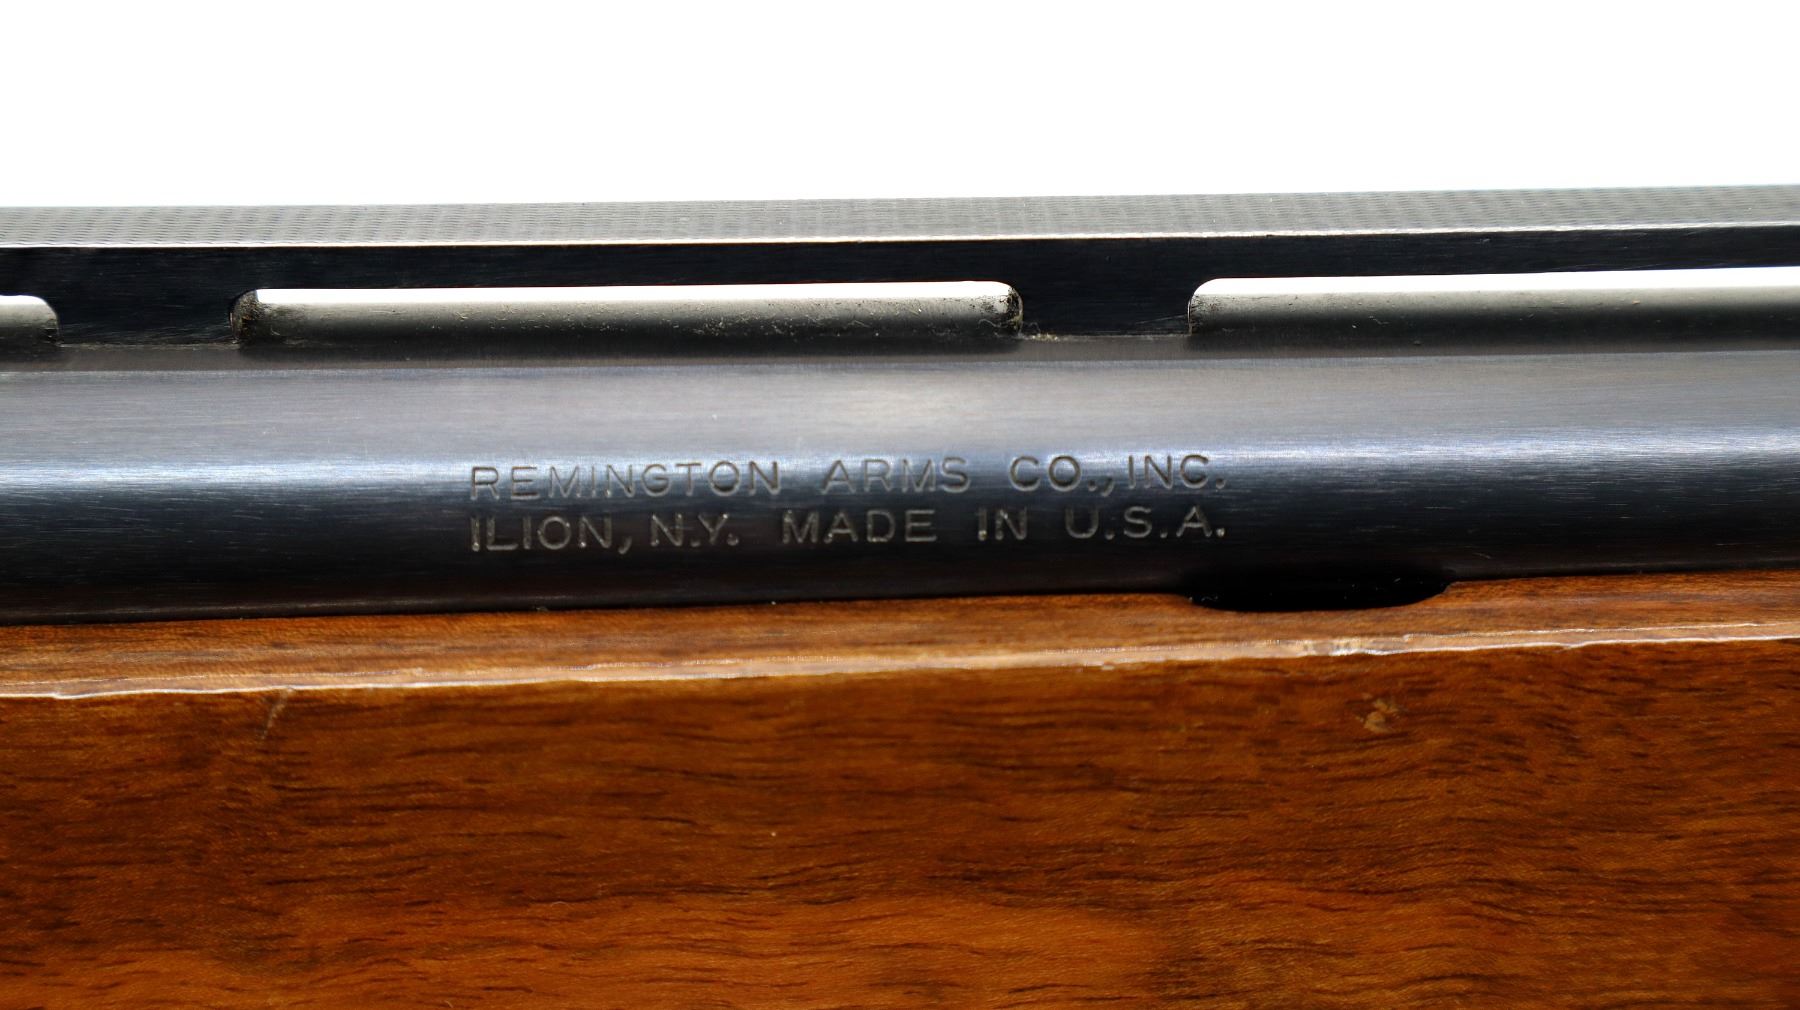 REMINGTON ARMS CO., INC.
ILION, N.Y. MADE IN U.S.A.